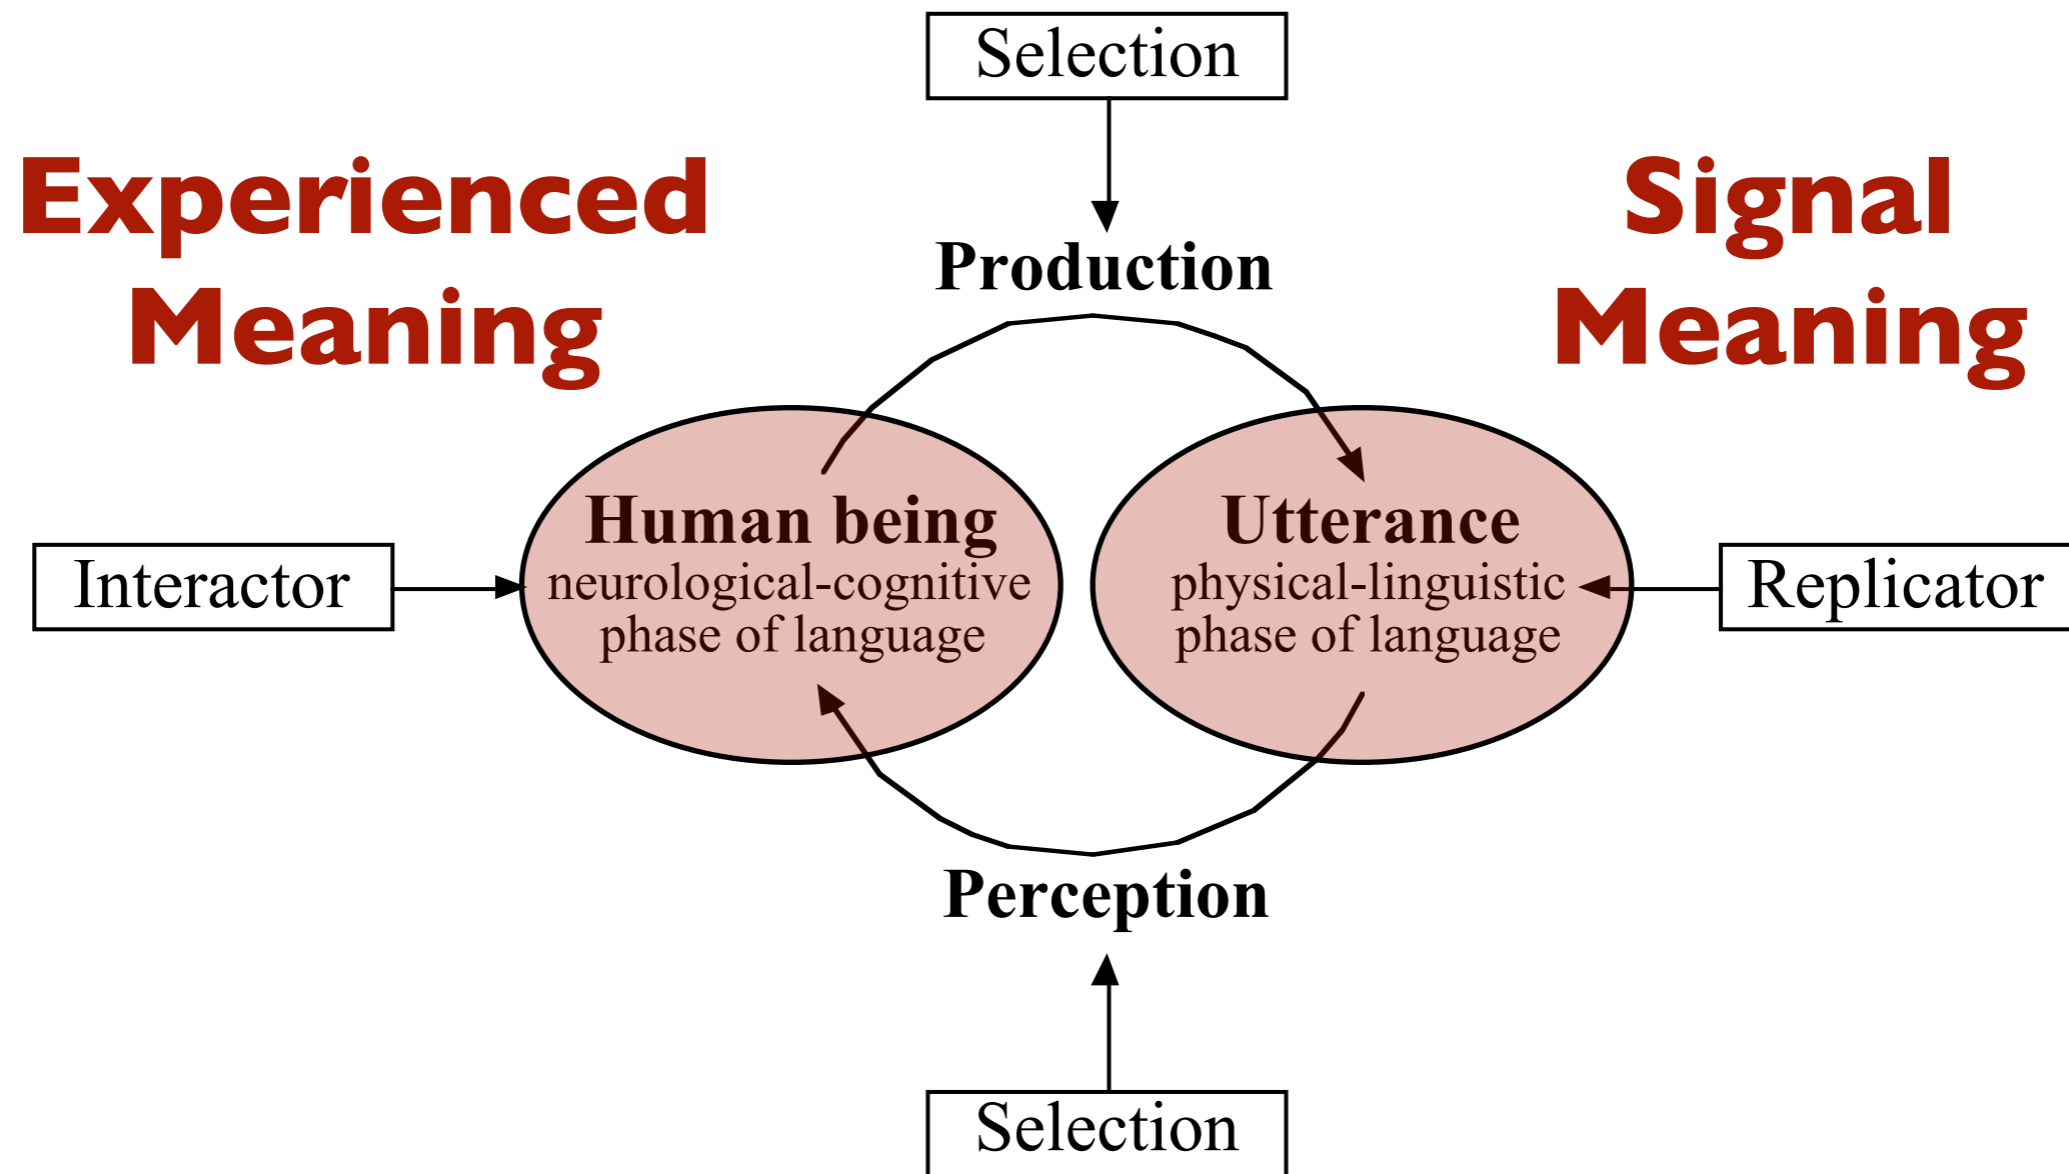 Selection
Experienced
Meaning
Signal
Meaning
Production
Human being
neurological-cognitive
phase of language
Utterance
physical-linguistic
phase of language
Interactor
Replicator
Perception
Selection